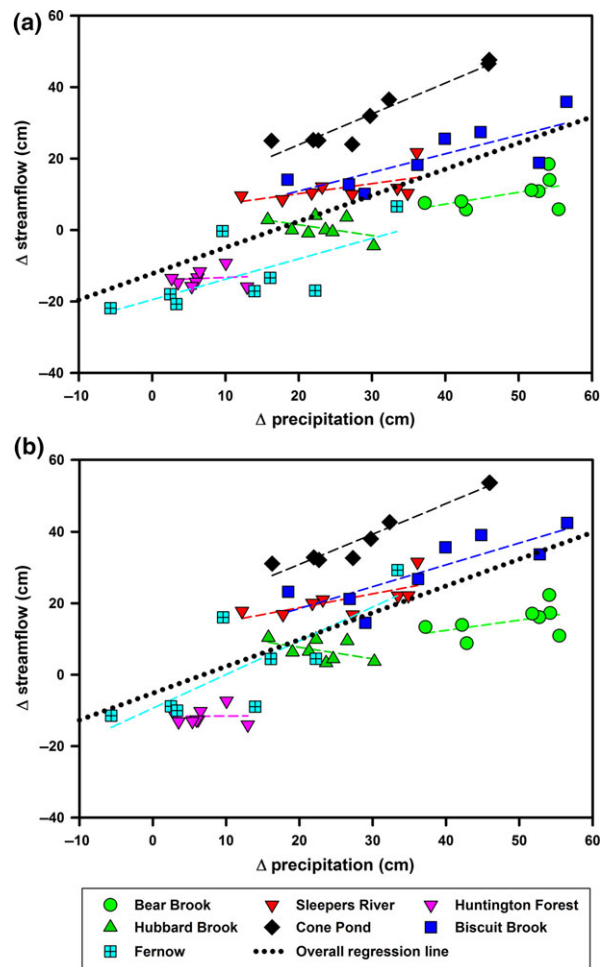 (a)
60
40
20
0
−20
−40
Δ streamflow (cm)
−10 0 10 20 30 40 50 60
Δ precipitation (cm)
(b)
60
40
20
0
−20
−40
Δ streamflow (cm)
−10 0 10 20 30 40 50 60
Δ precipitation (cm)
Bear Brook Sleepers River Huntington Forest
Hubbard Brook Cone Pond Biscuit Brook
Fernow Overall regression line